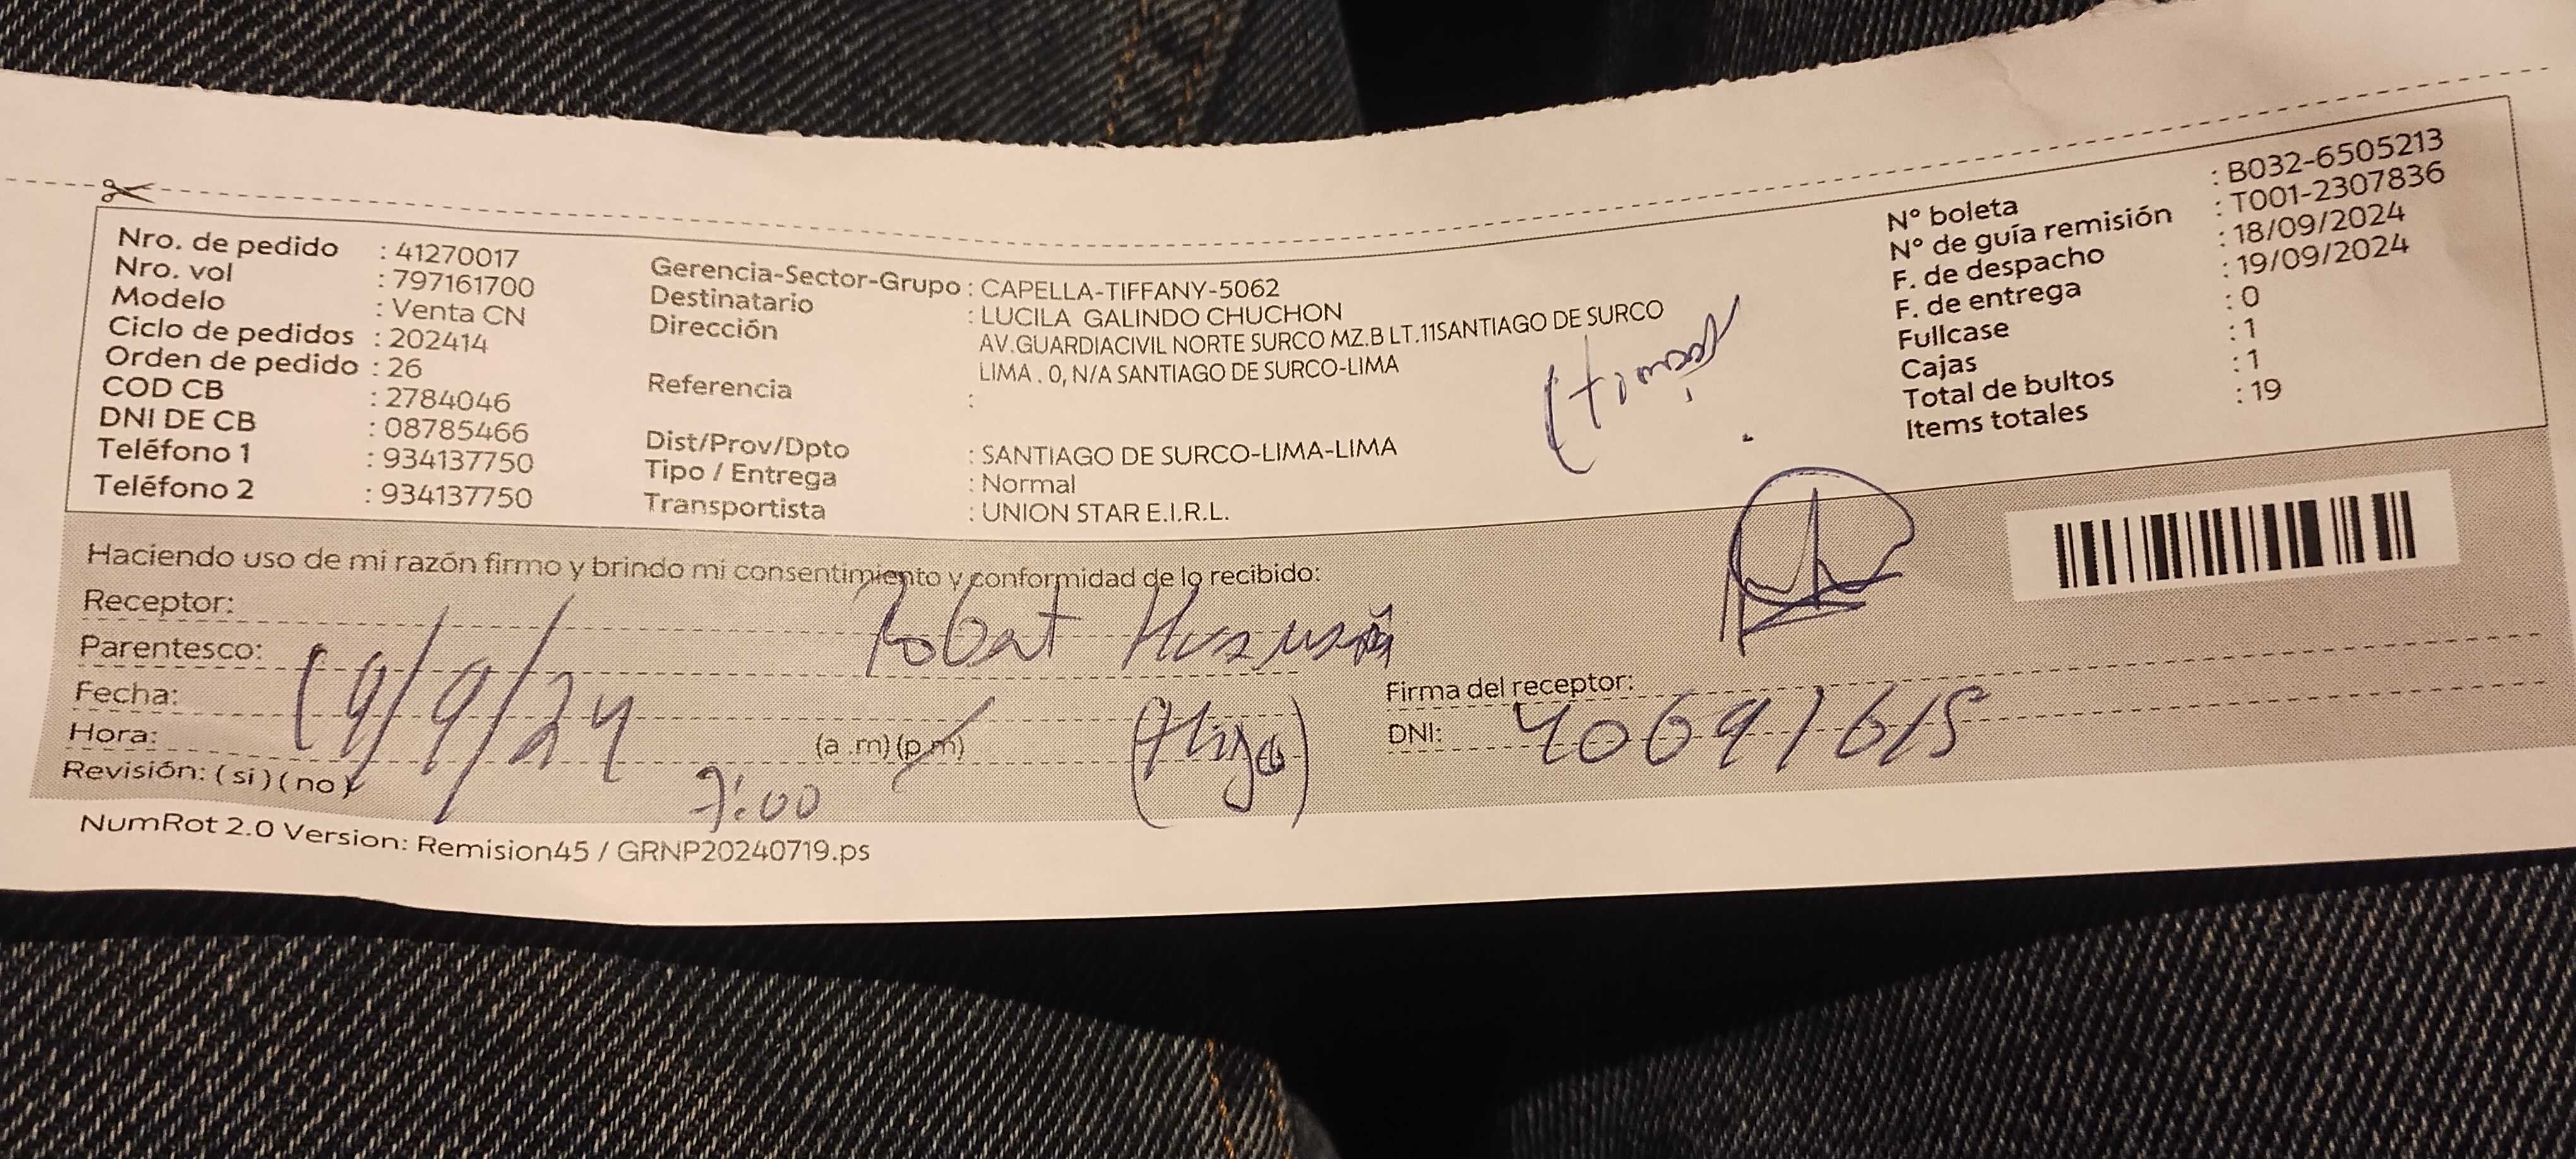 Nro. de pedido : 41270017
Nro. vol : 797161700
Modelo : Venta CN
Ciclo de pedidos : 202414
Orden de pedido : 26
COD CB : 2784046
DNI DE CB : 08785466
Teléfono 1 : 934137750
Teléfono 2 : 934137750
Gerencia-Sector-Grupo : CAPELLA-TIFFANY-5062
Destinatario : LUCILA GALINDO CHUCHON
Dirección : AV.GUARDIACIVIL NORTE SURCO MZ.B LT.11SANTIAGO DE SURCO
LIMA . 0, N/A SANTIAGO DE SURCO-LIMA
Referencia :
Dist/Prov/Dpto : SANTIAGO DE SURCO-LIMA-LIMA
Tipo / Entrega : Normal
Transportista : UNION STAR E.I.R.L.
N° boleta : B032-6505213
N° de guía remisión : T001-2307836
F. de despacho : 18/09/2024
F. de entrega : 19/09/2024
Fullcase : 0
Cajas : 1
Total de bultos : 1
Items totales : 19
Haciendo uso de mi razón firmo y brindo mi consentimiento y conformidad de lo recibido:
Receptor: Robert
Parentesco:
Fecha: 19/9/24
Hora: 7:00 (a .m) (p.m)
Revisión: ( si ) ( no )
Firma del receptor:
DNI: 40691615
NumRot 2.0 Version: Remision45 / GRNP20240719.ps